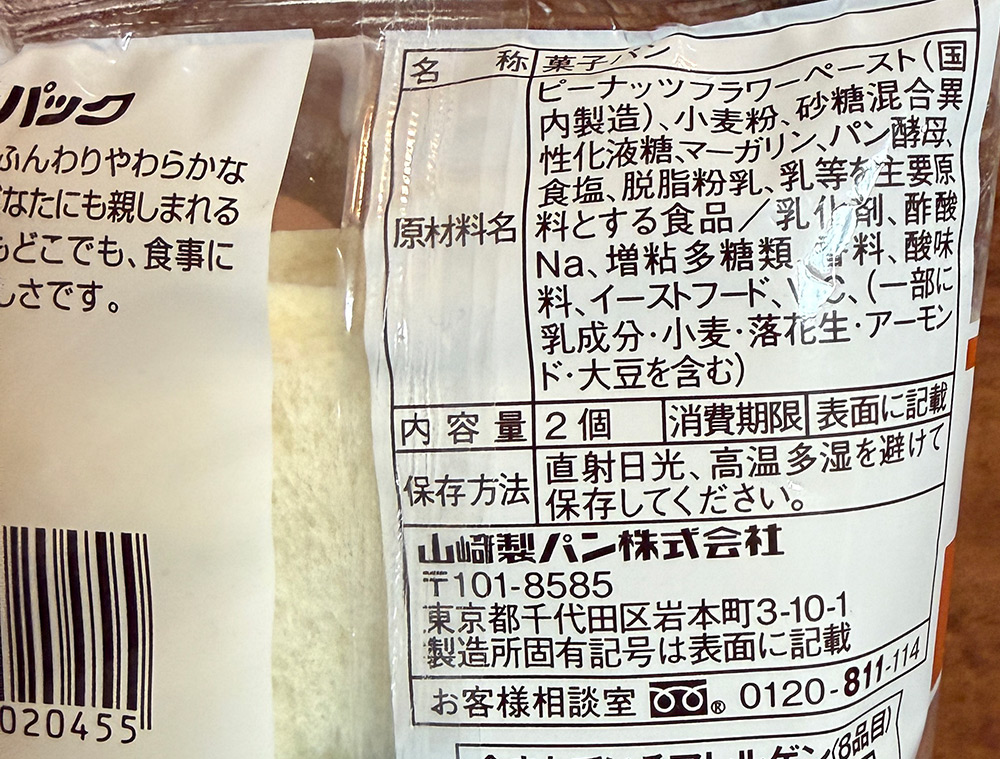 パック
ふんわりやわらかな
なたにも親しまれる
もどこでも、食事に
しさです。
020455
名称 菓子パン
原材料名
ピーナッツフラワーペースト(国
内製造)、小麦粉、砂糖混合異
性化液糖、マーガリン、パン酵母、
食塩、脱脂粉乳、乳等を主要原
料とする食品/乳化剤、酢酸
Na、増粘多糖類、香料、酸味
料、イーストフード、V.C、(一部に
乳成分・小麦・落花生・アーモン
ド・大豆を含む)
内容量 2個 消費期限 表面に記載
保存方法
直射日光、高温多湿を避けて
保存してください。
山崎製パン株式会社
〒101-8585
東京都千代田区岩本町3-10-1
製造所固有記号は表面に記載
お客様相談室 ® 0120-811-114
アレルゲン(8品目)